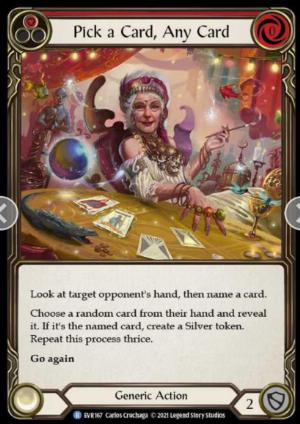 Pick a Card, Any Card
0
Look at target opponent's hand, then name a card.
Choose a random card from their hand and reveal
it. If it's the named card, create a Silver token.
Repeat this process thrice.
Go again
Generic Action
2
R EVR167 Carlos Cruchaga © 2021 Legend Story Studios